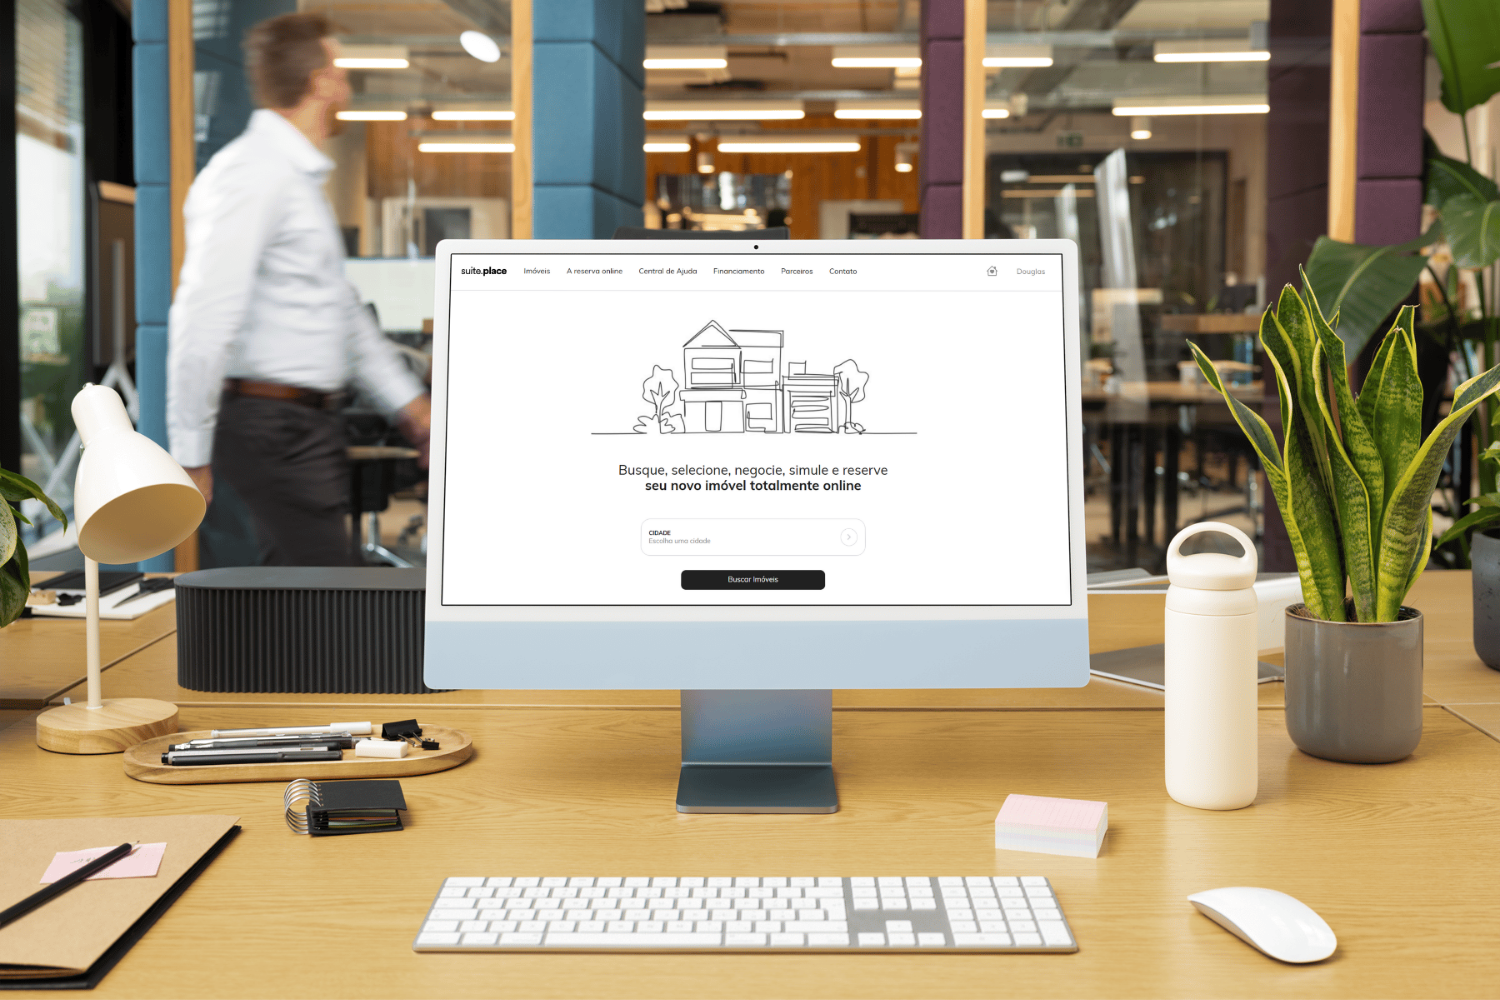 suite.place
Imóveis
A reserva online
Central de Ajuda
Financiamento
Parceiros
Contato
Douglas
Busque, selecione, negocie, simule e reserve
seu novo imóvel totalmente online
CIDADE
Escolha uma cidade
Buscar Imóveis